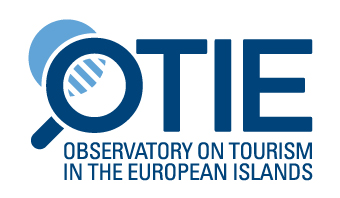 OTIE
OBSERVATORY ON TOURISM
IN THE EUROPEAN ISLANDS